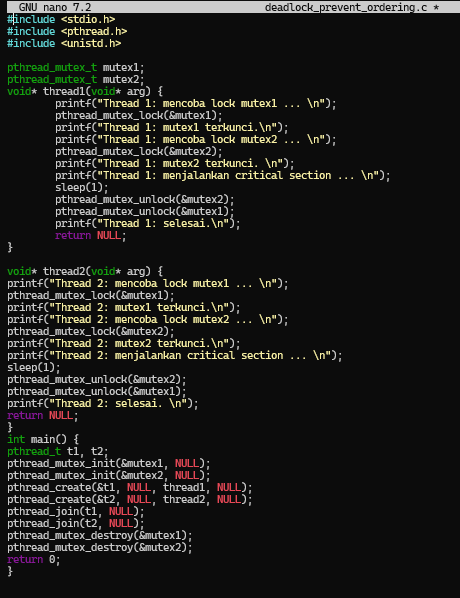 GNU nano 7.2 deadlock_prevent_ordering.c *
#include <stdio.h>
#include <pthread.h>
#include <unistd.h>

pthread_mutex_t mutex1;
pthread_mutex_t mutex2;
void* thread1(void* arg) {
        printf("Thread 1: mencoba lock mutex1 ... \n");
        pthread_mutex_lock(&mutex1);
        printf("Thread 1: mutex1 terkunci.\n");
        printf("Thread 1: mencoba lock mutex2 ... \n");
        pthread_mutex_lock(&mutex2);
        printf("Thread 1: mutex2 terkunci. \n");
        printf("Thread 1: menjalankan critical section ... \n");
        sleep(1);
        pthread_mutex_unlock(&mutex2);
        pthread_mutex_unlock(&mutex1);
        printf("Thread 1: selesai.\n");
        return NULL;
}

void* thread2(void* arg) {
printf("Thread 2: mencoba lock mutex1 ... \n");
pthread_mutex_lock(&mutex1);
printf("Thread 2: mutex1 terkunci.\n");
printf("Thread 2: mencoba lock mutex2 ... \n");
pthread_mutex_lock(&mutex2);
printf("Thread 2: mutex2 terkunci.\n");
printf("Thread 2: menjalankan critical section ... \n");
sleep(1);
pthread_mutex_unlock(&mutex2);
pthread_mutex_unlock(&mutex1);
printf("Thread 2: selesai. \n");
return NULL;
}
int main() {
pthread_t t1, t2;
pthread_mutex_init(&mutex1, NULL);
pthread_mutex_init(&mutex2, NULL);
pthread_create(&t1, NULL, thread1, NULL);
pthread_create(&t2, NULL, thread2, NULL);
pthread_join(t1, NULL);
pthread_join(t2, NULL);
pthread_mutex_destroy(&mutex1);
pthread_mutex_destroy(&mutex2);
return 0;
}